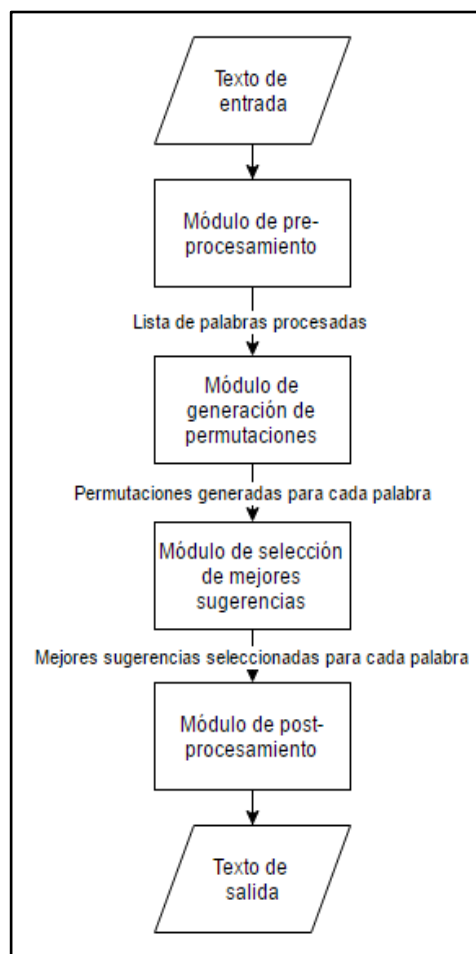 Texto de
entrada
Módulo de pre-
procesamiento
Lista de palabras procesadas
Módulo de
generación de
permutaciones
Permutaciones generadas para cada palabra
Módulo de selección
de mejores
sugerencias
Mejores sugerencias seleccionadas para cada palabra
Módulo de post-
procesamiento
Texto de
salida